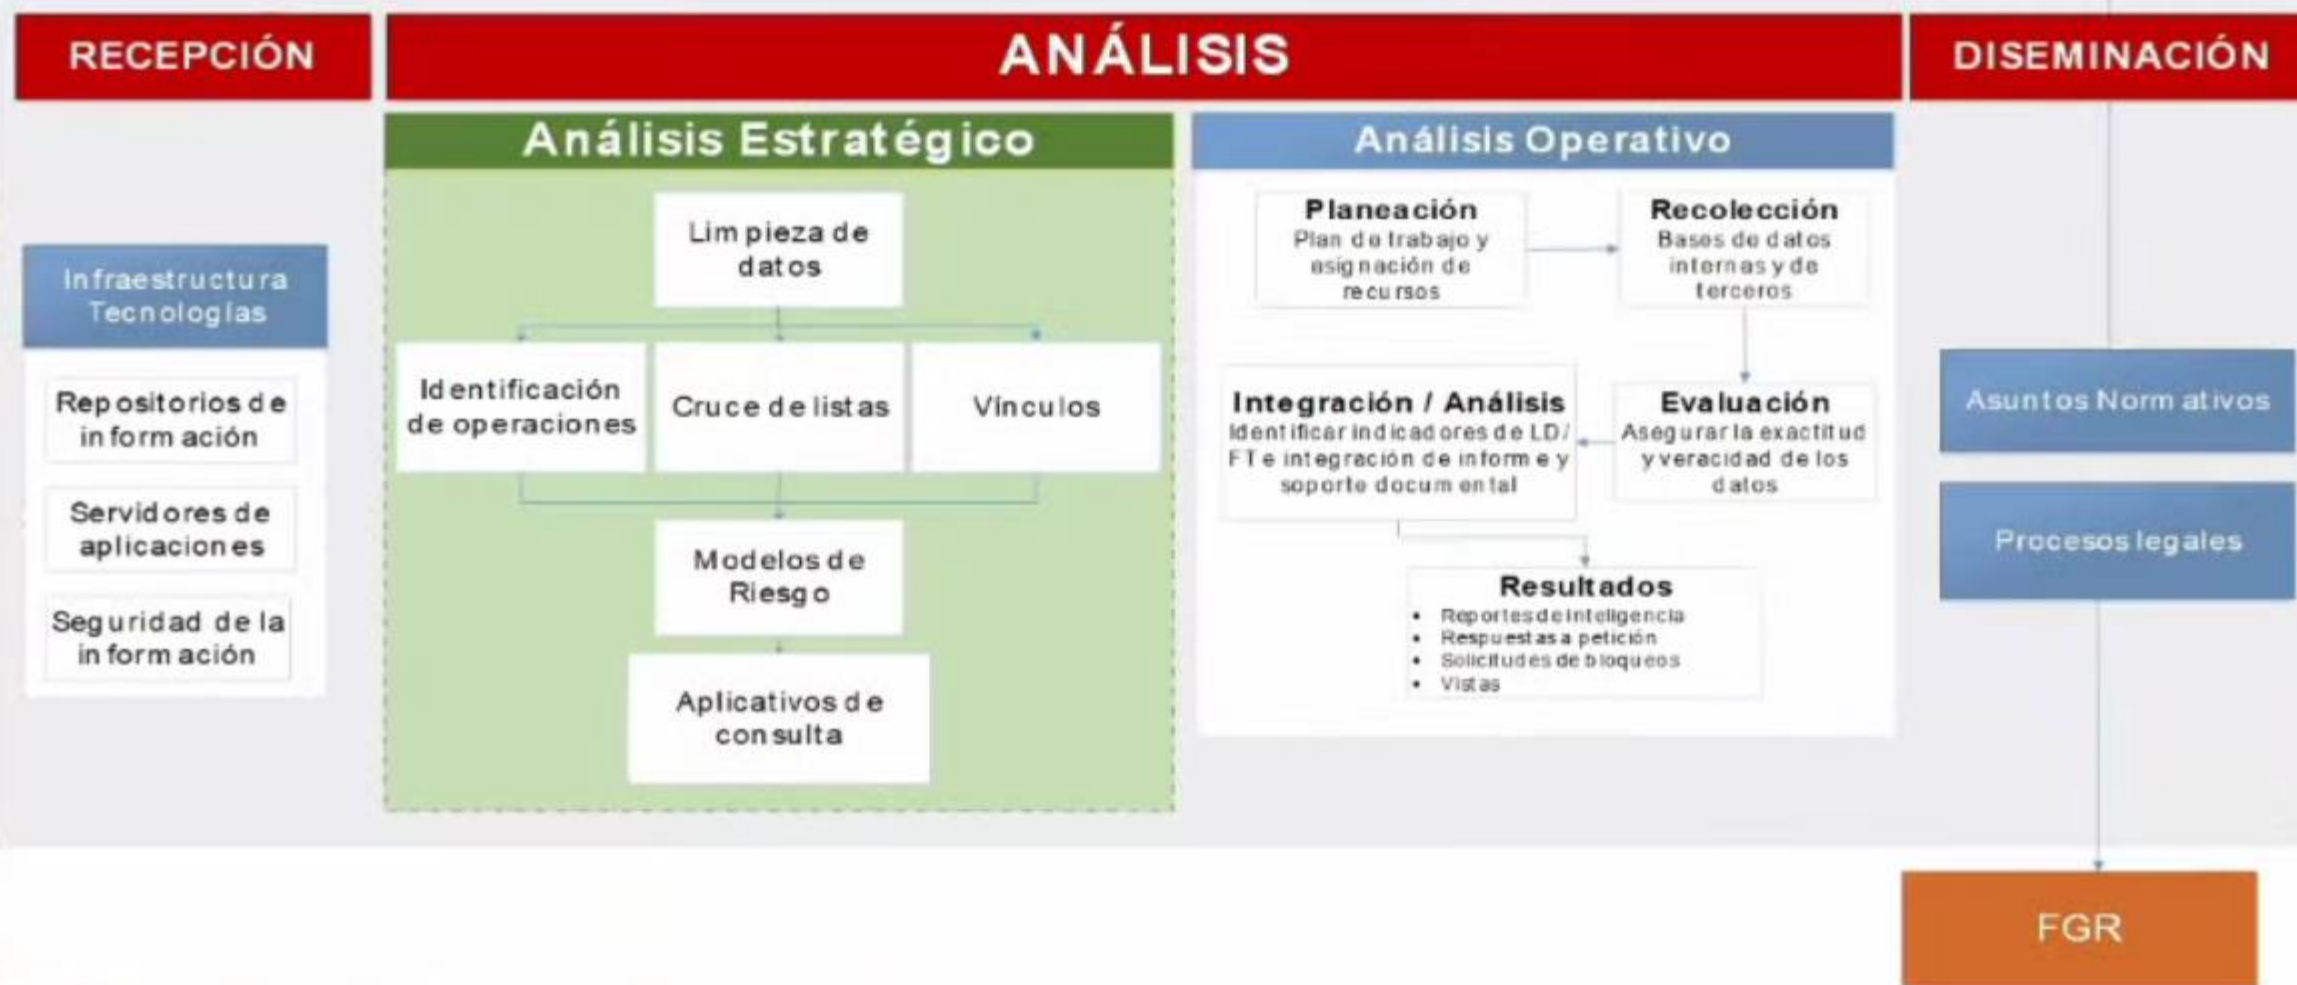 RECEPCIÓN
ANÁLISIS
DISEMINACIÓN
Infraestructura
Tecnologías
Repositorios de
información
Servidores de
aplicaciones
Seguridad de la
información
Análisis Estratégico
Limpieza de
datos
Identificación
de operaciones
Cruce de listas
Vínculos
Modelos de
Riesgo
Aplicativos de
consulta
Análisis Operativo
Planeación
Plan de trabajo y
asignación de
recursos
Recolección
Bases de datos
internas y de
terceros
Integración / Análisis
Identificar indicadores de LD/
FT e integración de informe y
soporte documental
Evaluación
Asegurar la exactitud
y veracidad de los
datos
Resultados
• Reportes de Inteligencia
• Respuestas a petición
• Solicitudes de bloqueos
• Vistas
Asuntos Normativos
Procesos legales
FGR